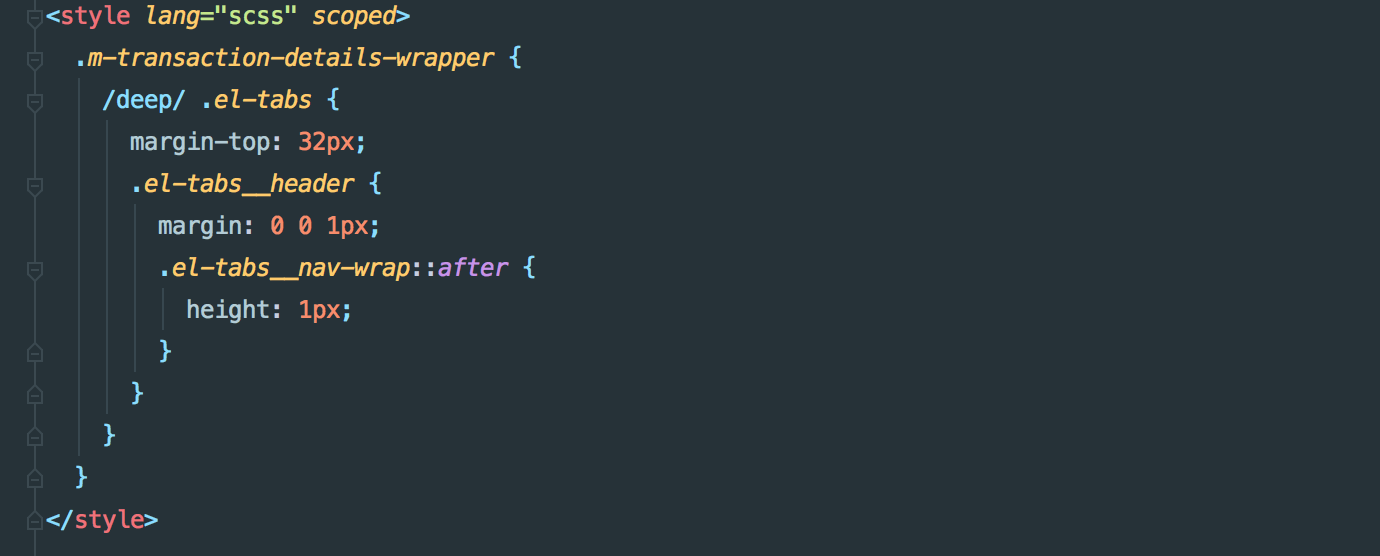 <style lang="scss" scoped>
.m-transaction-details-wrapper {
/deep/ .el-tabs {
margin-top: 32px;
.el-tabs__header {
margin: 0 0 1px;
.el-tabs__nav-wrap::after {
height: 1px;
}
}
}
}
</style>